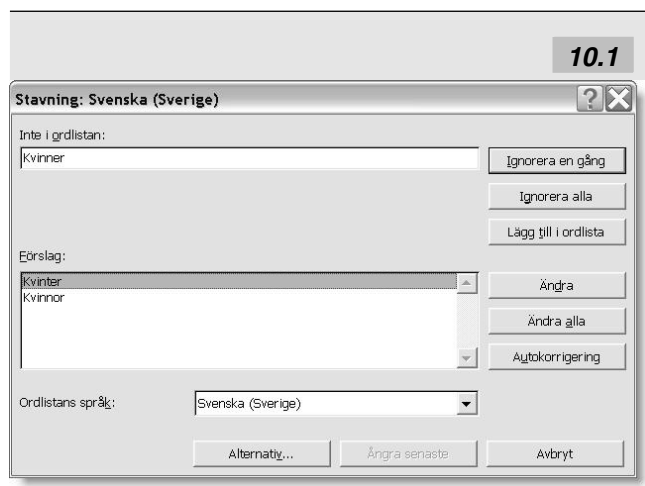 10.1
Stavning: Svenska (Sverige)
Inte i ordlistan:
Kvinner
Ignorera en gång
Ignorera alla
Lägg till i ordlista
Förslag:
Kvinter
Kvinnor
Ändra
Ändra alla
Autokorrigering
Ordlistans språk:
Svenska (Sverige)
Alternativ...
Ångra senaste
Avbryt